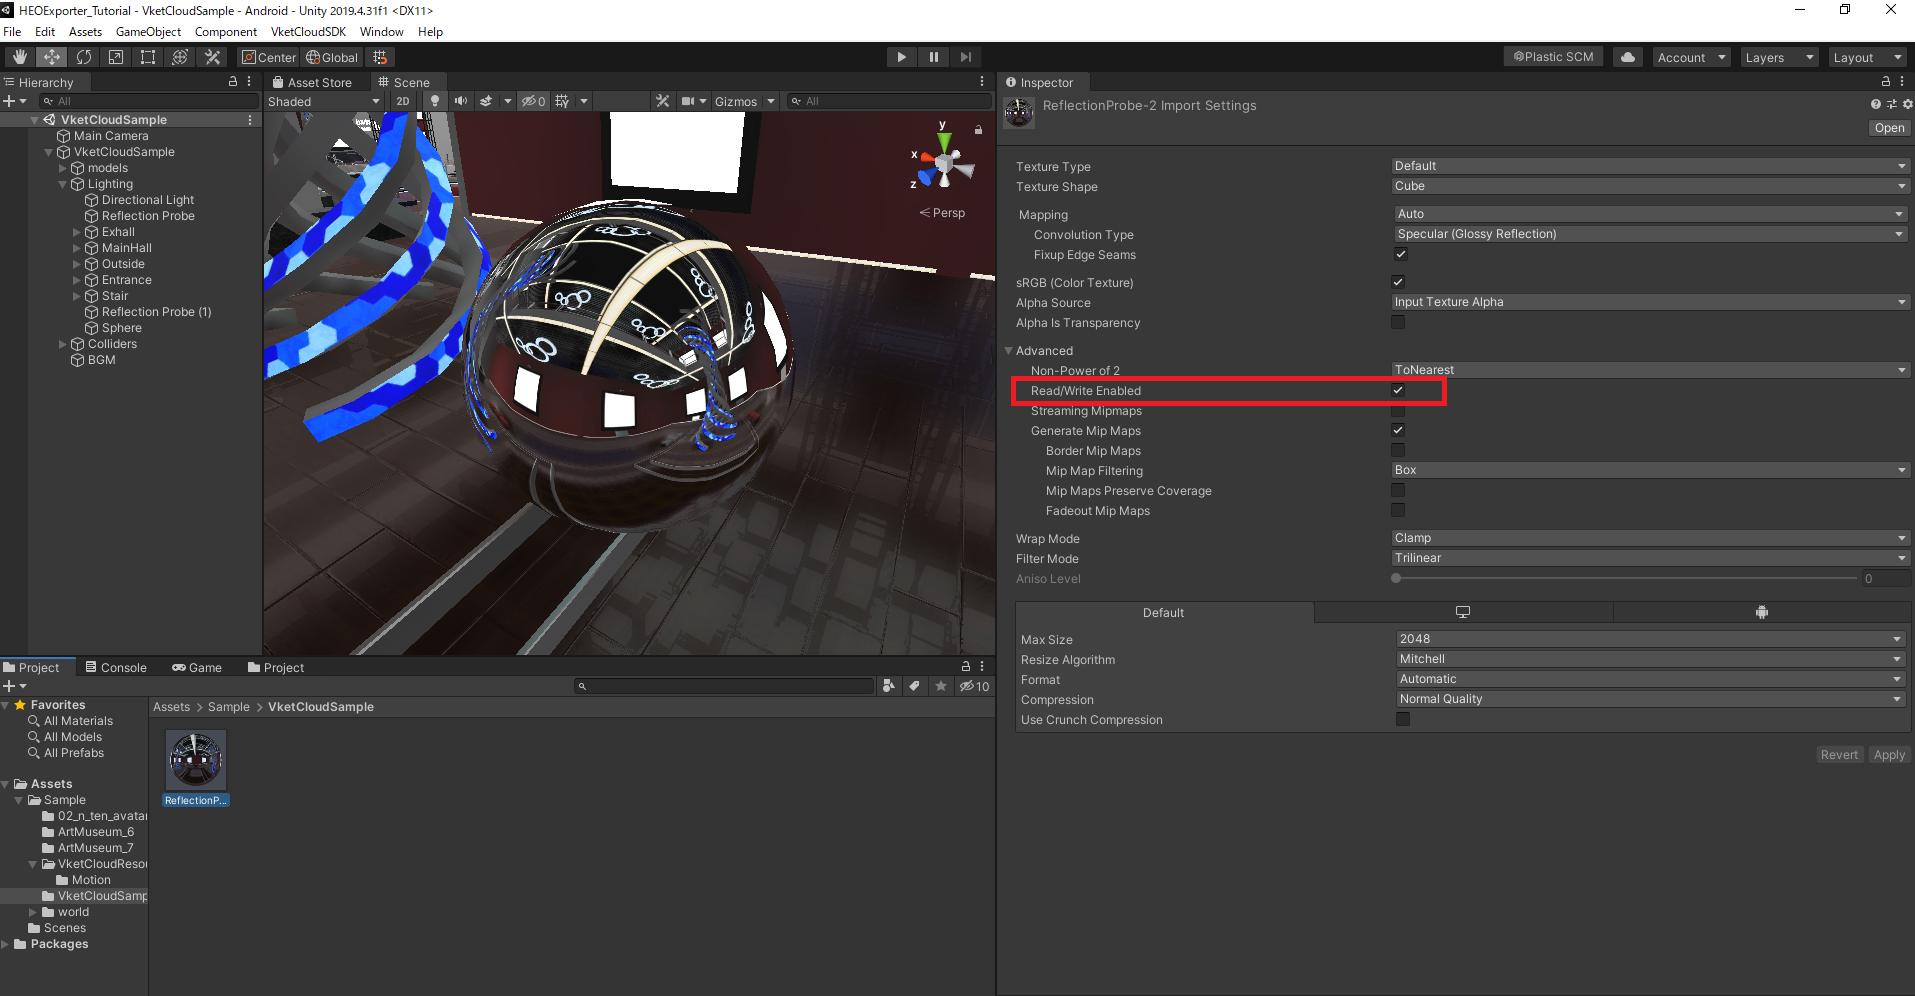 HEOExporter_Tutorial - VketCloudSample - Android - Unity 2019.4.31f1 <DX11>
File Edit Assets GameObject Component VketCloudSDK Window Help
Center Global Plastic SCM Account Layers Layout
Hierarchy
All
VketCloudSample
Main Camera
VketCloudSample
models
Lighting
Directional Light
Reflection Probe
Exhall
MainHall
Outside
Entrance
Stair
Reflection Probe (1)
Sphere
Colliders
BGM
Asset Store Scene
Shaded 2D 0 Gizmos All
y
x
z
Persp
Inspector
ReflectionProbe-2 Import Settings
Open
Texture Type Default
Texture Shape Cube
Mapping Auto
Convolution Type Specular (Glossy Reflection)
Fixup Edge Seams
sRGB (Color Texture)
Alpha Source Input Texture Alpha
Alpha Is Transparency
Advanced
Non-Power of 2 ToNearest
Read/Write Enabled
Streaming Mipmaps
Generate Mip Maps
Border Mip Maps
Mip Map Filtering Box
Mip Maps Preserve Coverage
Fadeout Mip Maps
Wrap Mode Clamp
Filter Mode Trilinear
Aniso Level 0
Default
Max Size 2048
Resize Algorithm Mitchell
Format Automatic
Compression Normal Quality
Use Crunch Compression
Revert Apply
Project Console Game Project
10
Favorites
All Materials
All Models
All Prefabs
Assets
Sample
02_n_ten_avatar
ArtMuseum_6
ArtMuseum_7
VketCloudResou
Motion
VketCloudSamp
world
Scenes
Packages
Assets > Sample > VketCloudSample
ReflectionP...